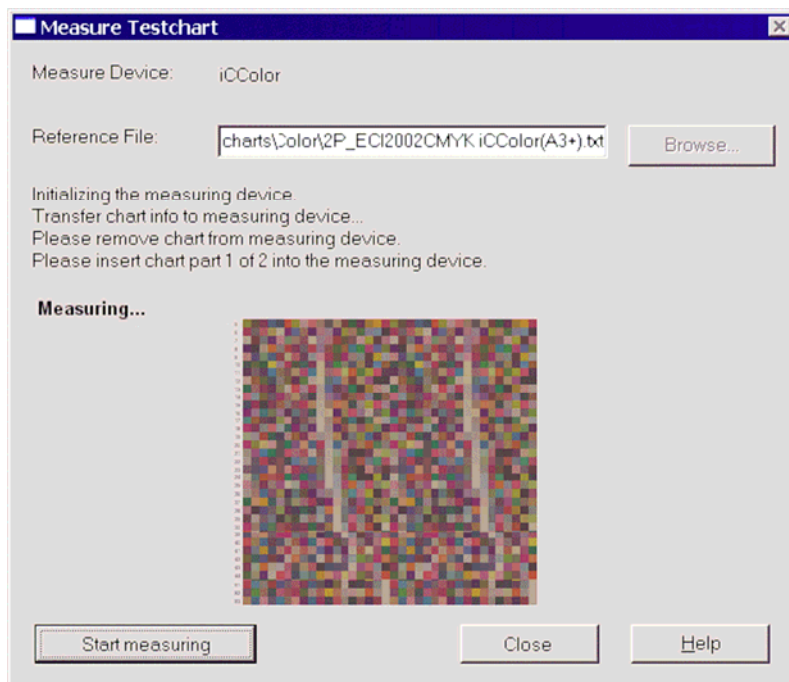 Measure Testchart
Measure Device: iCColor
Reference File: charts\Color\2P_ECI2002CMYK iCColor(A3+).txt Browse...
Initializing the measuring device.
Transfer chart info to measuring device...
Please remove chart from measuring device.
Please insert chart part 1 of 2 into the measuring device.
Measuring...
Start measuring Close Help